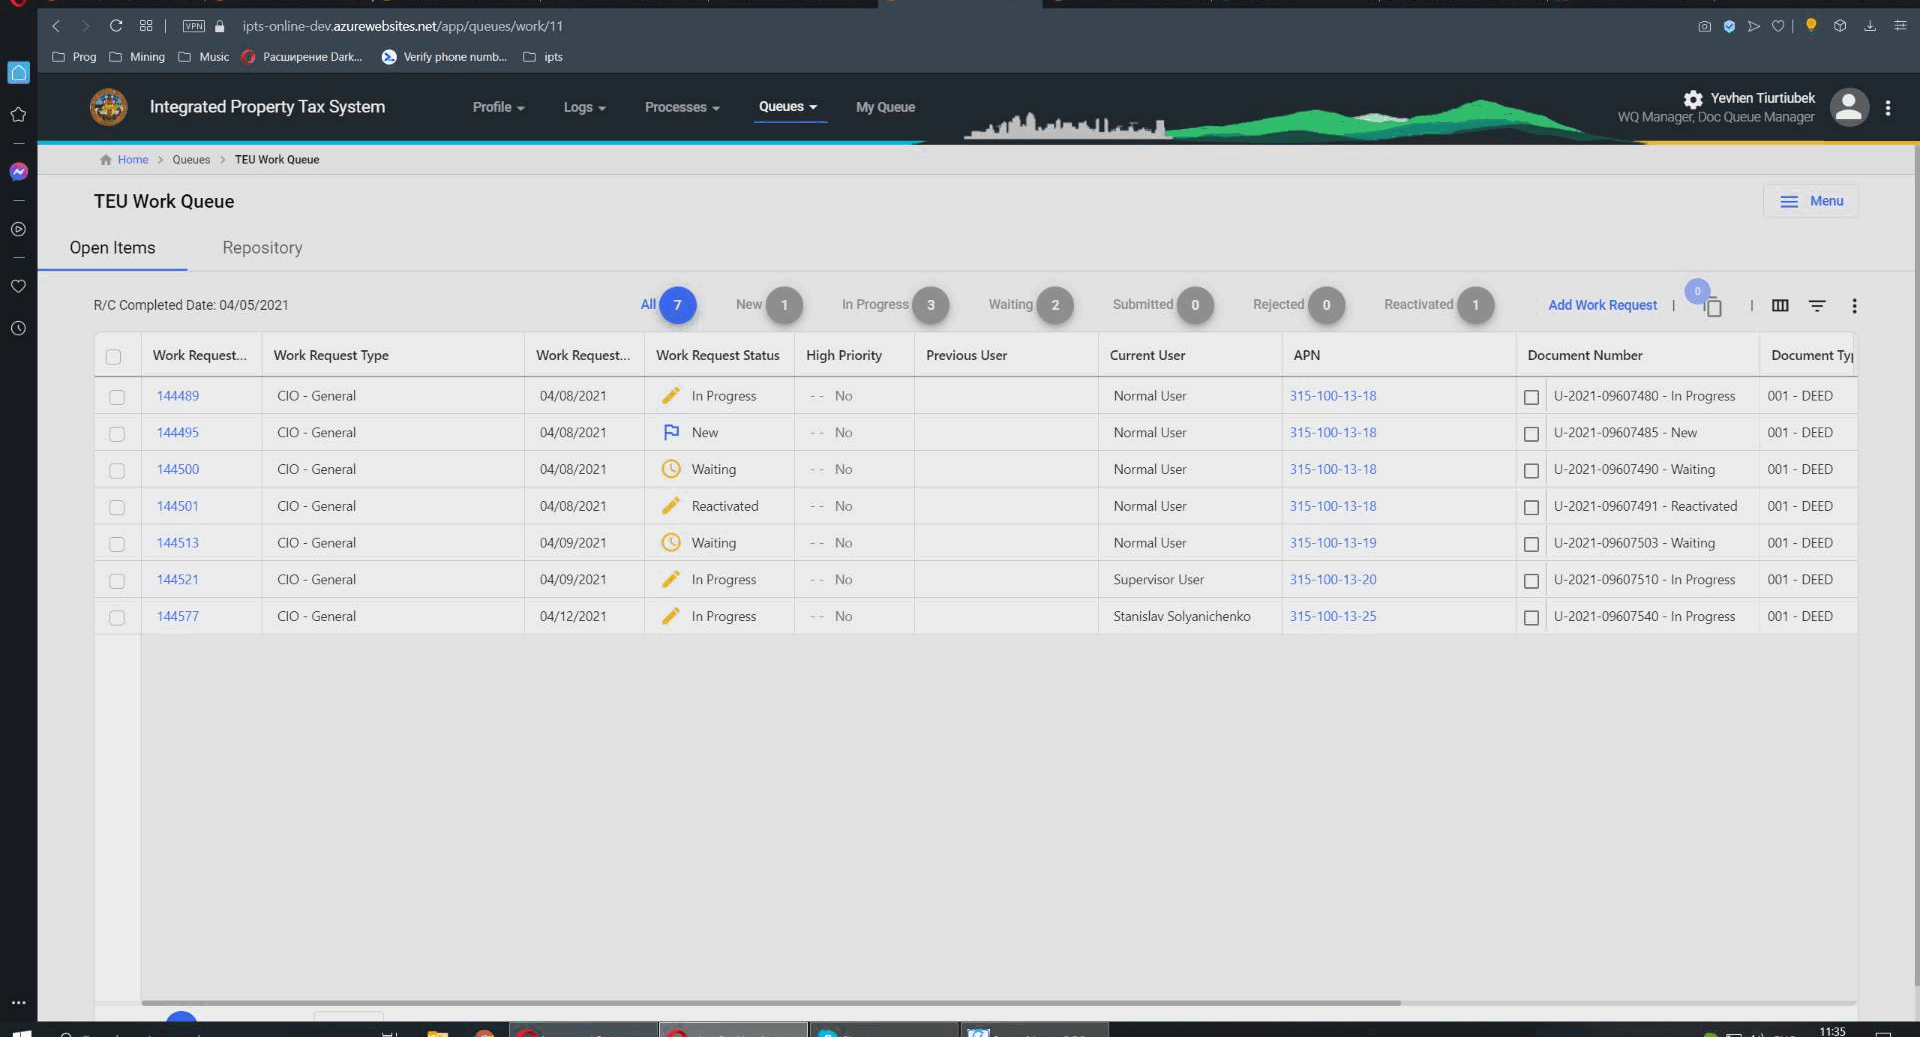 VPN ipts-online-dev.azurewebsites.net/app/queues/work/11
Prog Mining Music Расширение Dark... Verify phone numb... ipts
Integrated Property Tax System Profile Logs Processes Queues My Queue
Yevhen Tiurtiubek
WQ Manager, Doc Queue Manager
Home > Queues > TEU Work Queue
TEU Work Queue Menu
Open Items Repository
R/C Completed Date: 04/05/2021 All 7 New 1 In Progress 3 Waiting 2 Submitted 0 Rejected 0 Reactivated 1 Add Work Request | 0 |
Work Request... Work Request Type Work Request... Work Request Status High Priority Previous User Current User APN Document Number Document Ty
144489 CIO - General 04/08/2021 In Progress - - No Normal User 315-100-13-18 U-2021-09607480 - In Progress 001 - DEED
144495 CIO - General 04/08/2021 New - - No Normal User 315-100-13-18 U-2021-09607485 - New 001 - DEED
144500 CIO - General 04/08/2021 Waiting - - No Normal User 315-100-13-18 U-2021-09607490 - Waiting 001 - DEED
144501 CIO - General 04/08/2021 Reactivated - - No Normal User 315-100-13-18 U-2021-09607491 - Reactivated 001 - DEED
144513 CIO - General 04/09/2021 Waiting - - No Normal User 315-100-13-19 U-2021-09607503 - Waiting 001 - DEED
144521 CIO - General 04/09/2021 In Progress - - No Supervisor User 315-100-13-20 U-2021-09607510 - In Progress 001 - DEED
144577 CIO - General 04/12/2021 In Progress - - No Stanislav Solyanichenko 315-100-13-25 U-2021-09607540 - In Progress 001 - DEED
11:35